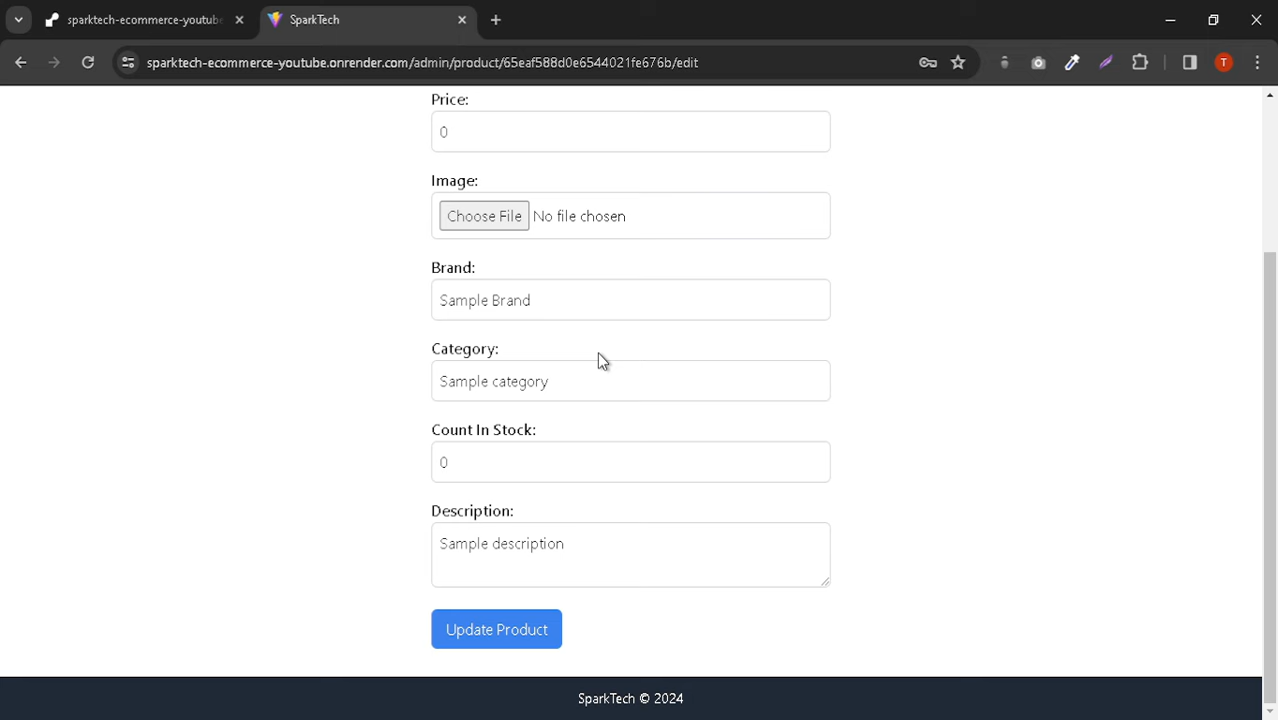 sparktech-ecommerce-youtube
SparkTech
sparktech-ecommerce-youtube.onrender.com/admin/product/65eaf588d0e6544021fe676b/edit
T
Price:
0
Image:
Choose File No file chosen
Brand:
Sample Brand
Category:
Sample category
Count In Stock:
0
Description:
Sample description
Update Product
SparkTech © 2024